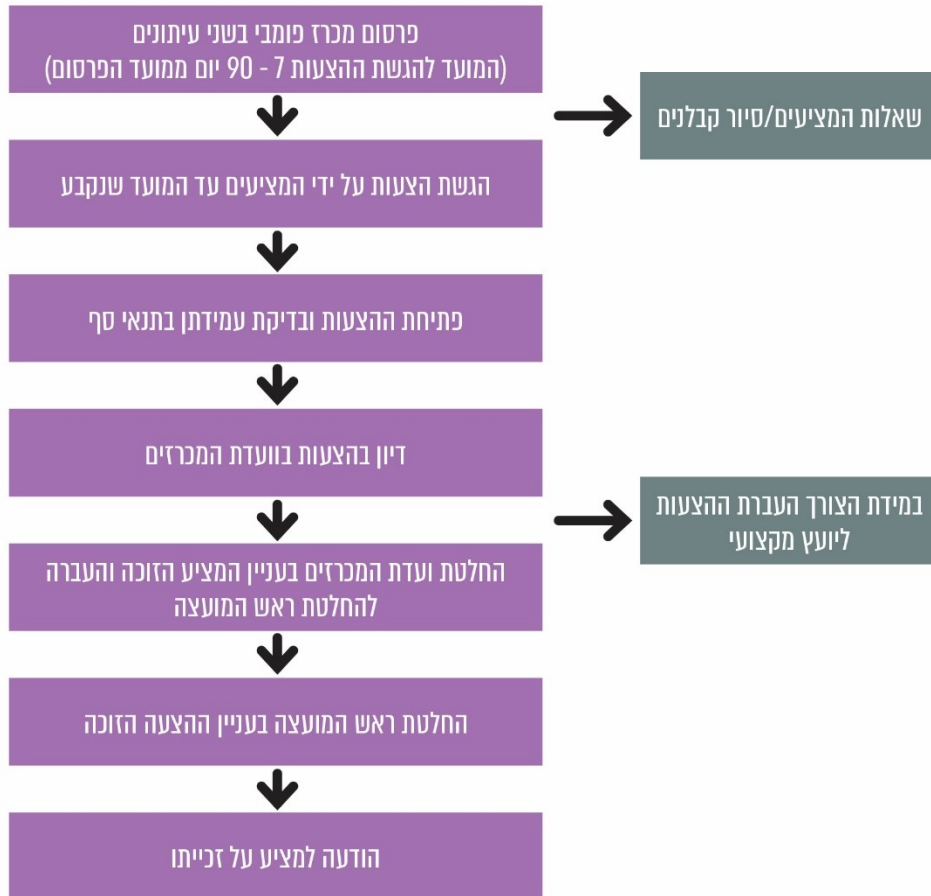 פרסום מכרז פומבי בשני עיתונים
(המועד להגשת ההצעות 7 - 90 יום ממועד הפרסום)
שאלות המציעים/סיור קבלנים
הגשת הצעות על ידי המציעים עד המועד שנקבע
פתיחת ההצעות ובדיקת עמידתן בתנאי סף
דיון בהצעות בוועדת המכרזים
במידת הצורך העברת ההצעות
ליועץ מקצועי
החלטת ועדת המכרזים בעניין המציע הזוכה והעברה
להחלטת ראש המועצה
החלטת ראש המועצה בעניין ההצעה הזוכה
הודעה למציע על זכייתו